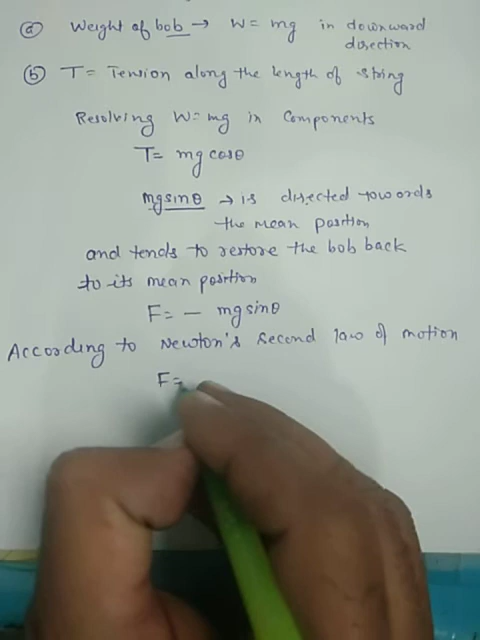 (a) Weight of bob → W = mg in downward
direction
(b) T = Tension along the length of string
Resolving W = mg in components
T = mg cosθ
mg sinθ → is directed towards
the mean position
and tends to restore the bob back
to its mean position
F = - mg sinθ
According to Newton's second law of motion
F =